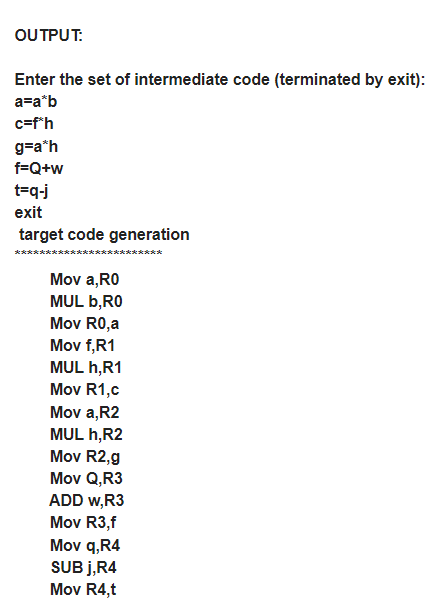 OUTPUT:
Enter the set of intermediate code (terminated by exit):
a=a*b
c=f*h
g=a*h
f=Q+w
t=q-j
exit
target code generation
************************
Mov a,R0
MUL b,R0
Mov R0,a
Mov f,R1
MUL h,R1
Mov R1,c
Mov a,R2
MUL h,R2
Mov R2,g
Mov Q,R3
ADD w,R3
Mov R3,f
Mov q,R4
SUB j,R4
Mov R4,t